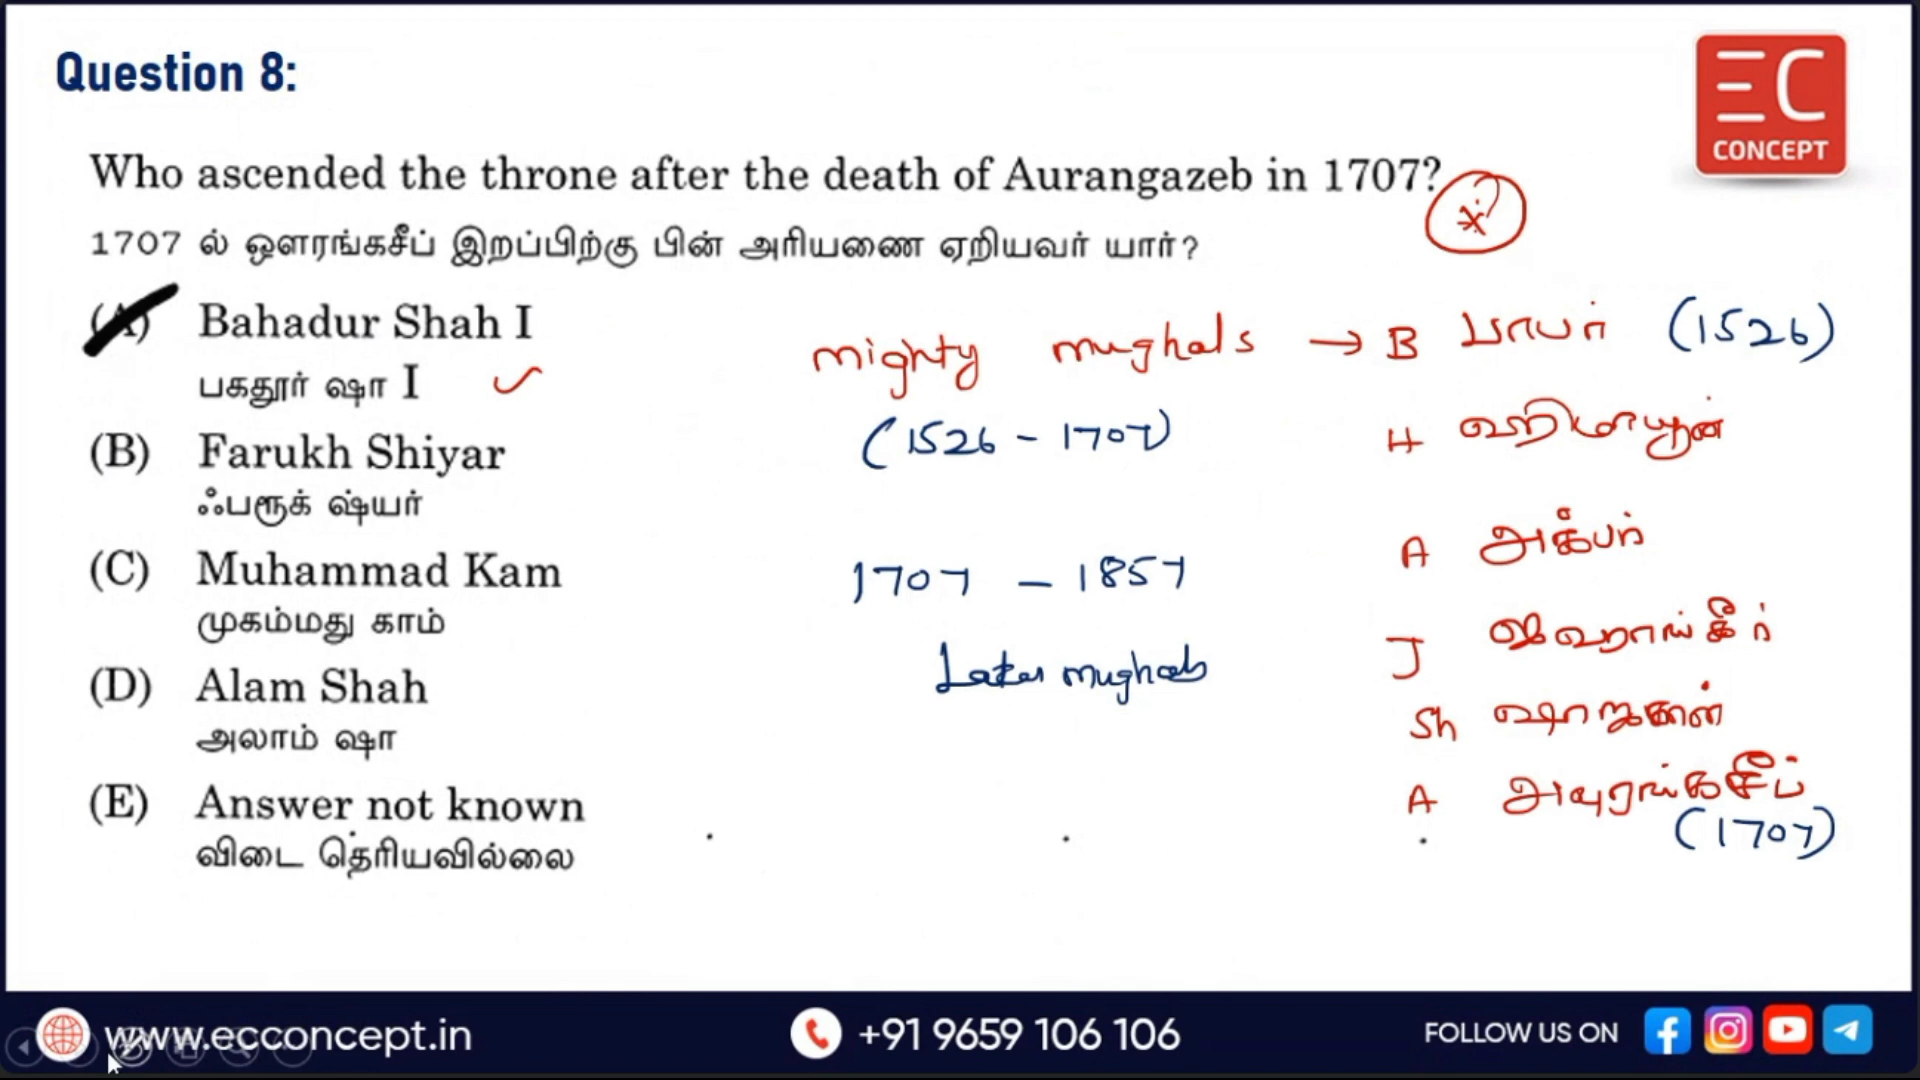 Question 8:
EC
CONCEPT
Who ascended the throne after the death of Aurangazeb in 1707?
1707 ல் ஔரங்கசீப் இறப்பிற்கு பின் அரியணை ஏறியவர் யார்?
(A) Bahadur Shah I
பகதூர் ஷா I
(B) Farukh Shiyar
ஃபரூக் ஷ்யர்
(C) Muhammad Kam
முகம்மது காம்
(D) Alam Shah
அலாம் ஷா
(E) Answer not known
விடை தெரியவில்லை
mighty mughals → B பாபர் (1526)
(1526 - 1707)
H ஹிமாயூன்
A அக்பர்
1707 - 1857
Later mughals
J ஜஹாங்கீர்
Sh ஷாஜகான்
A அவுரங்கசீப்
(1707)
www.ecconcept.in
+91 9659 106 106
FOLLOW US ON